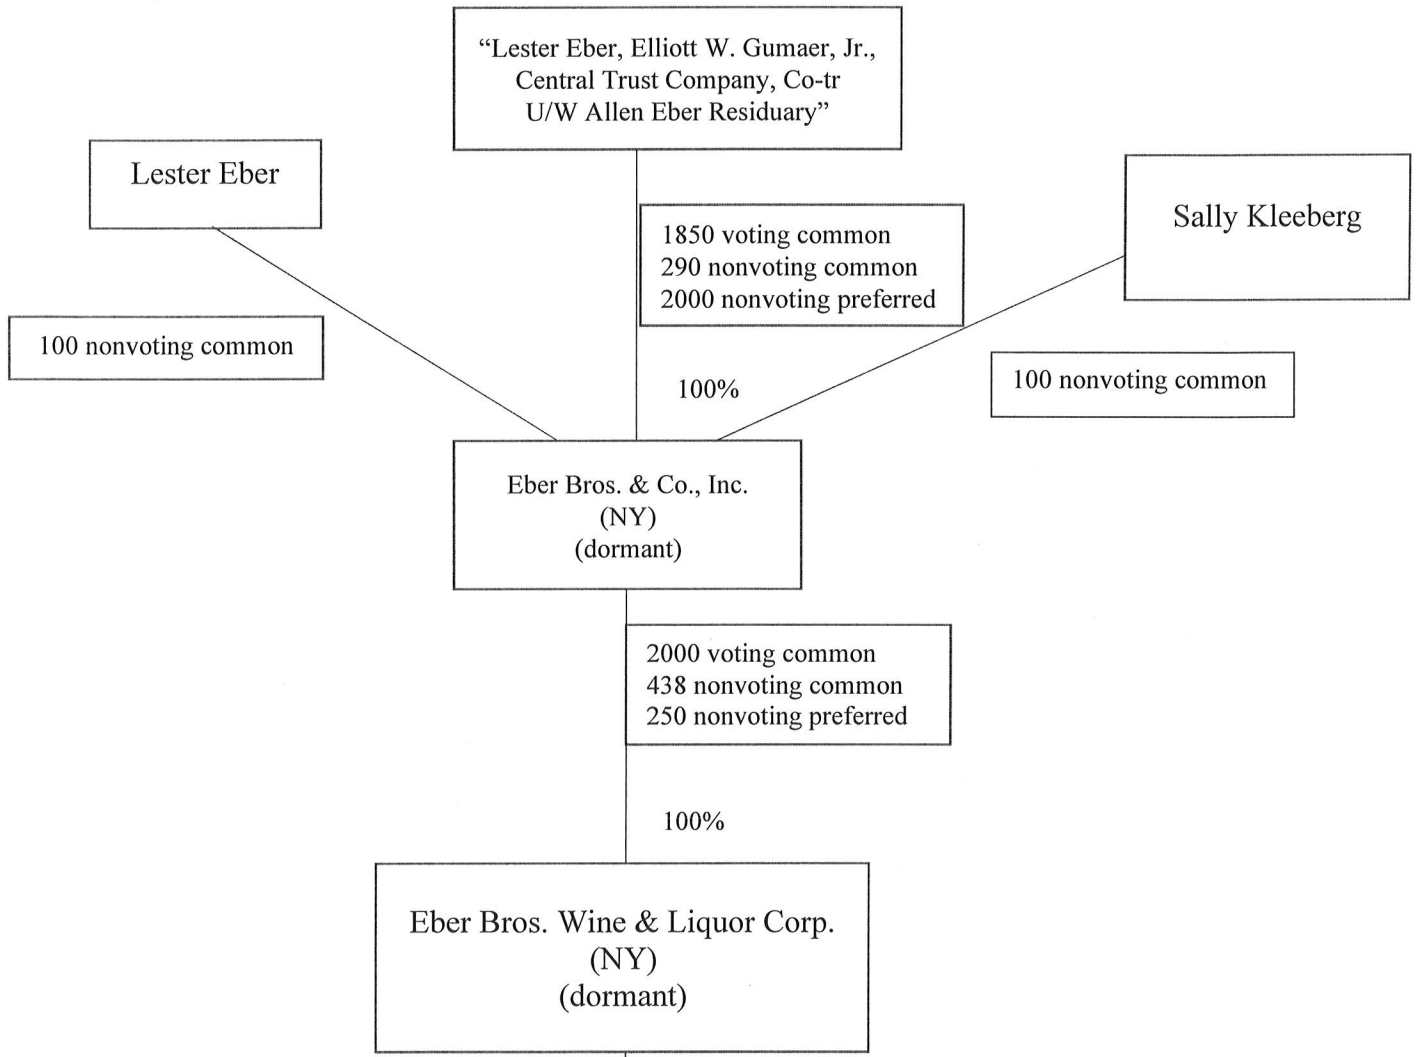 “Lester Eber, Elliott W. Gumaer, Jr.,
Central Trust Company, Co-tr
U/W Allen Eber Residuary”
Lester Eber
Sally Kleeberg
1850 voting common
290 nonvoting common
2000 nonvoting preferred
100 nonvoting common
100%
100 nonvoting common
Eber Bros. & Co., Inc.
(NY)
(dormant)
2000 voting common
438 nonvoting common
250 nonvoting preferred
100%
Eber Bros. Wine & Liquor Corp.
(NY)
(dormant)